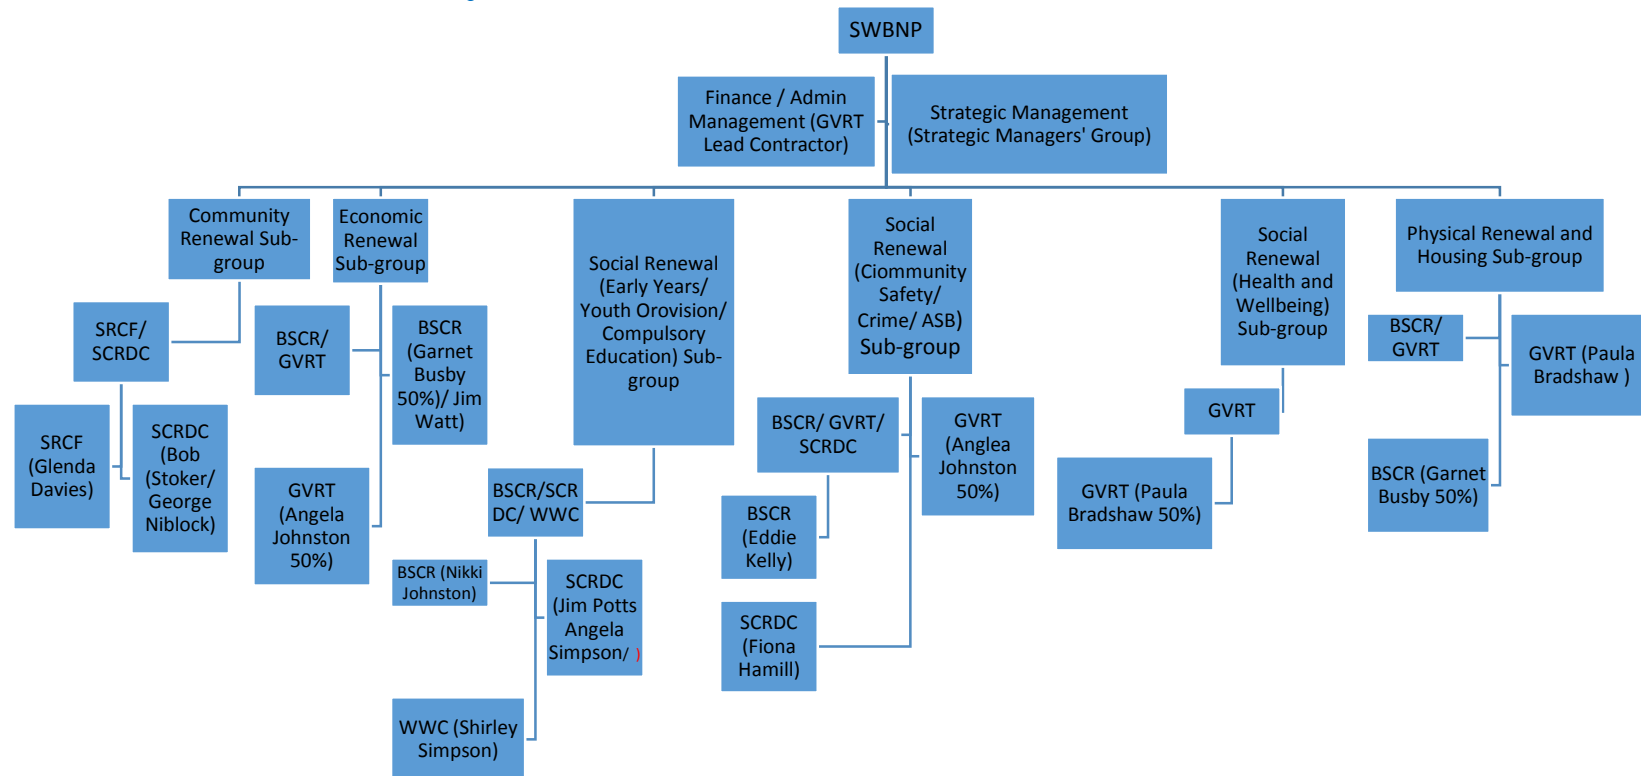 SWBNP
Finance / Admin
Management (GVRT
Lead Contractor)
Strategic Management
(Strategic Managers' Group)
Community
Renewal Sub-
group
SRCF/
SCRDC
SRCF
(Glenda
Davies)
SCRDC
(Bob
(Stoker/
George
Niblock)
Economic
Renewal
Sub-group
BSCR/
GVRT
BSCR
(Garnet
Busby
50%)/ Jim
Watt)
GVRT
(Angela
Johnston
50%)
Social Renewal
(Early Years/
Youth Orovision/
Compulsory
Education) Sub-
group
BSCR/SCR
DC/ WWC
BSCR (Nikki
Johnston)
SCRDC
(Jim Potts
Angela
Simpson/ )
WWC (Shirley
Simpson)
Social
Renewal
(Ciommunity
Safety/
Crime/ ASB)
Sub-group
BSCR/ GVRT/
SCRDC
GVRT
(Anglea
Johnston
50%)
BSCR
(Eddie
Kelly)
SCRDC
(Fiona
Hamill)
Social
Renewal
(Health and
Wellbeing)
Sub-group
GVRT
GVRT (Paula
Bradshaw 50%)
Physical Renewal and
Housing Sub-group
BSCR/
GVRT
GVRT (Paula
Bradshaw )
BSCR (Garnet
Busby 50%)